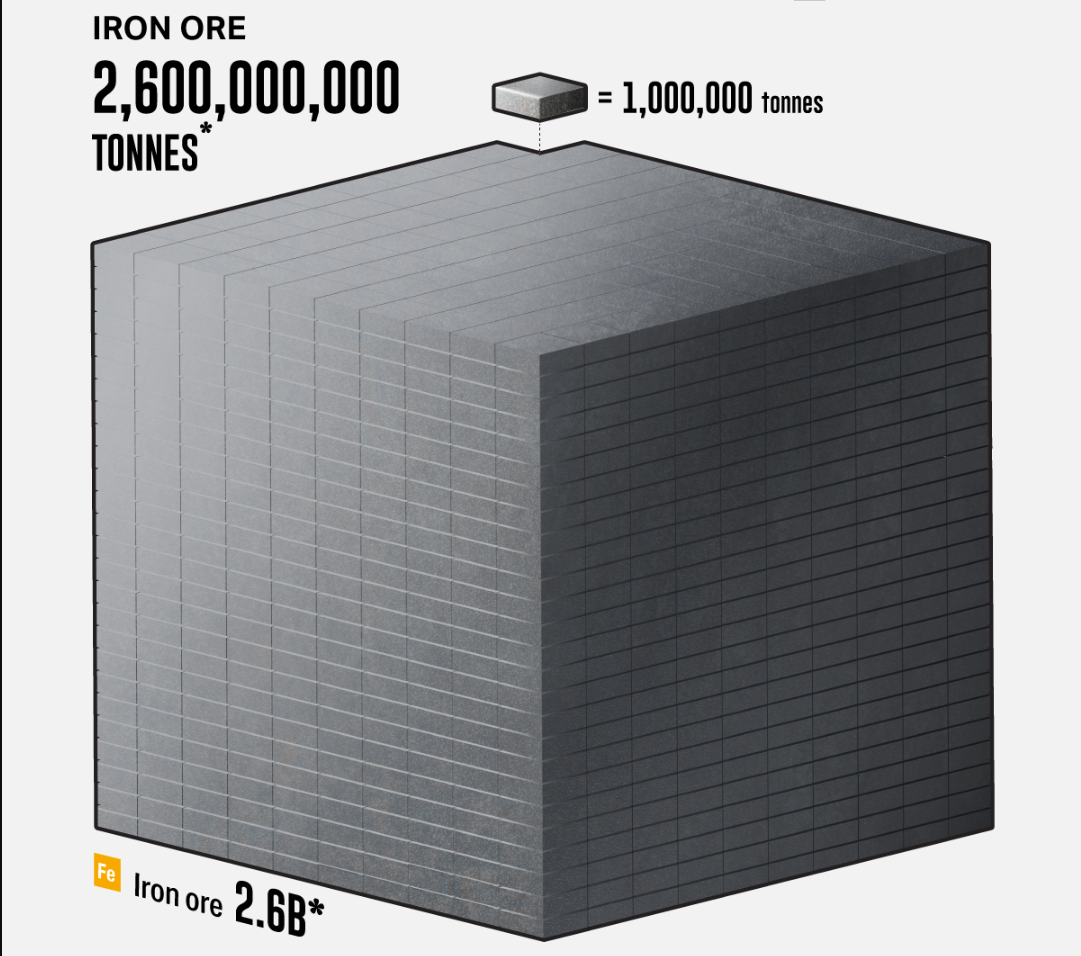 IRON ORE
2,600,000,000
TONNES*
= 1,000,000 tonnes
Fe Iron ore 2.6B*